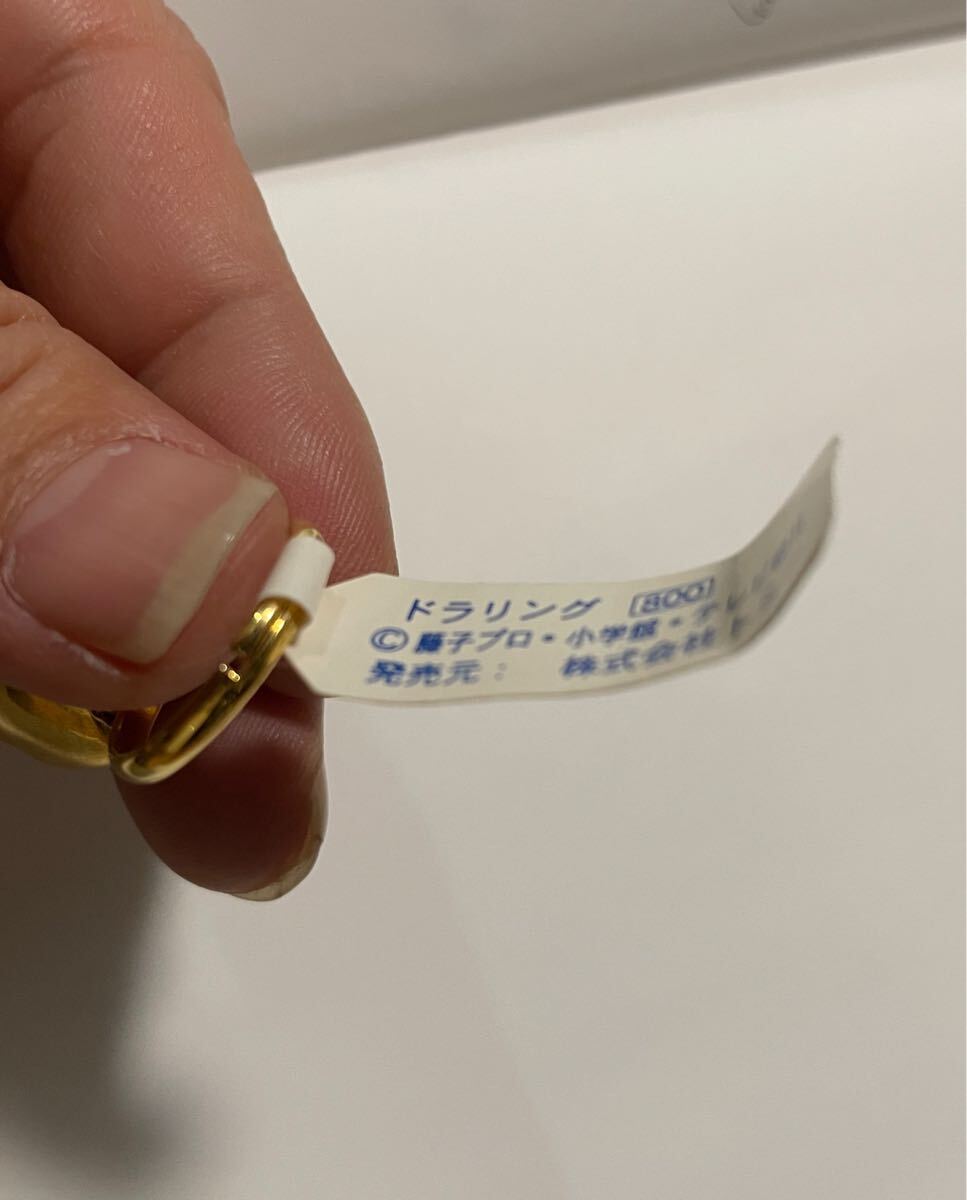 ドラリング [800]
© 藤子プロ・小学館・テレビ
発売元： 株式会社